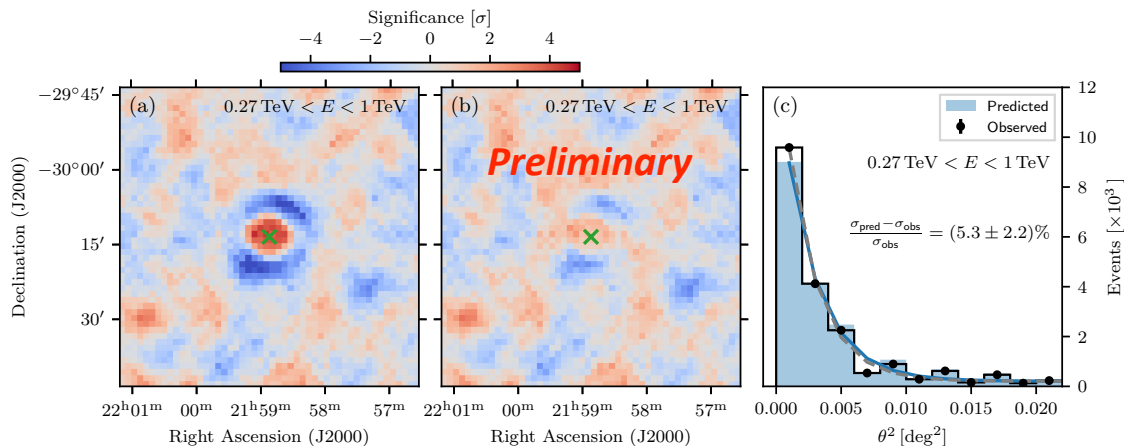 Significance [σ]
−4 −2 0 2 4
(a) 0.27 TeV < E < 1 TeV
−29°45′
−30°00′
15′
30′
Declination (J2000)
22ʰ01ᵐ 00ᵐ 21ʰ59ᵐ 58ᵐ 57ᵐ
Right Ascension (J2000)
(b) 0.27 TeV < E < 1 TeV
Preliminary
22ʰ01ᵐ 00ᵐ 21ʰ59ᵐ 58ᵐ 57ᵐ
Right Ascension (J2000)
(c)
Predicted
Observed
0.27 TeV < E < 1 TeV
(σpred−σobs)/σobs = (5.3 ± 2.2)%
12
10
8
6
4
2
0
Events [×10³]
0.000 0.005 0.010 0.015 0.020
θ² [deg²]